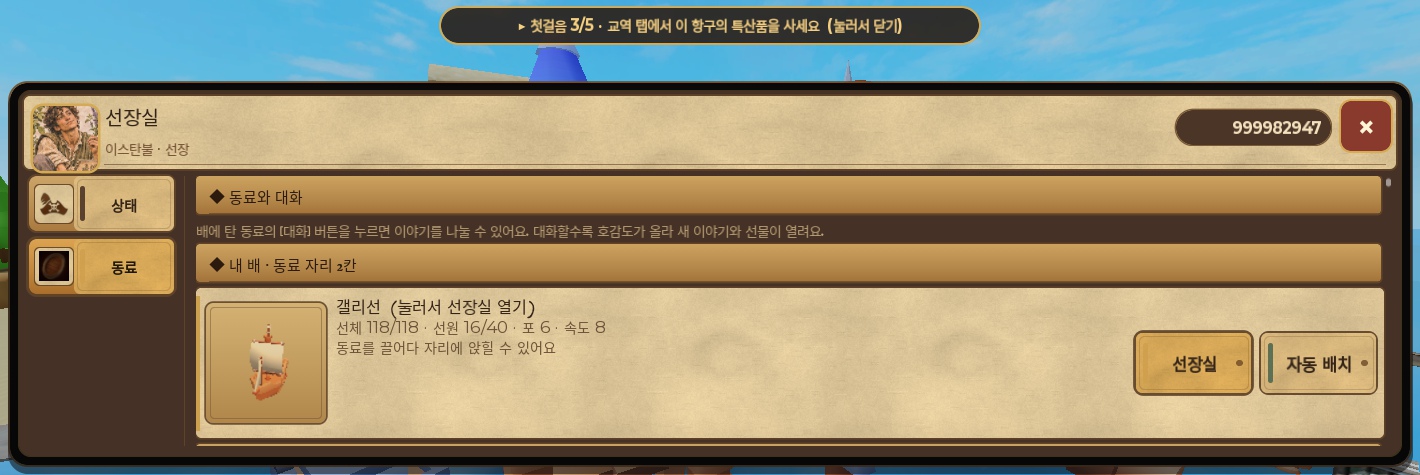 ▸ 첫걸음 3/5 · 교역 탭에서 이 항구의 특산품을 사세요 (눌러서 닫기)
선장실
이스탄불 · 선장
999982947
×
상태
동료
◆ 동료와 대화
배에 탄 동료의 [대화] 버튼을 누르면 이야기를 나눌 수 있어요. 대화할수록 호감도가 올라 새 이야기와 선물이 열려요.
◆ 내 배 · 동료 자리 2칸
갤리선 (눌러서 선장실 열기)
선체 118/118 · 선원 16/40 · 포 6 · 속도 8
동료를 끌어다 자리에 앉힐 수 있어요
선장실
자동 배치